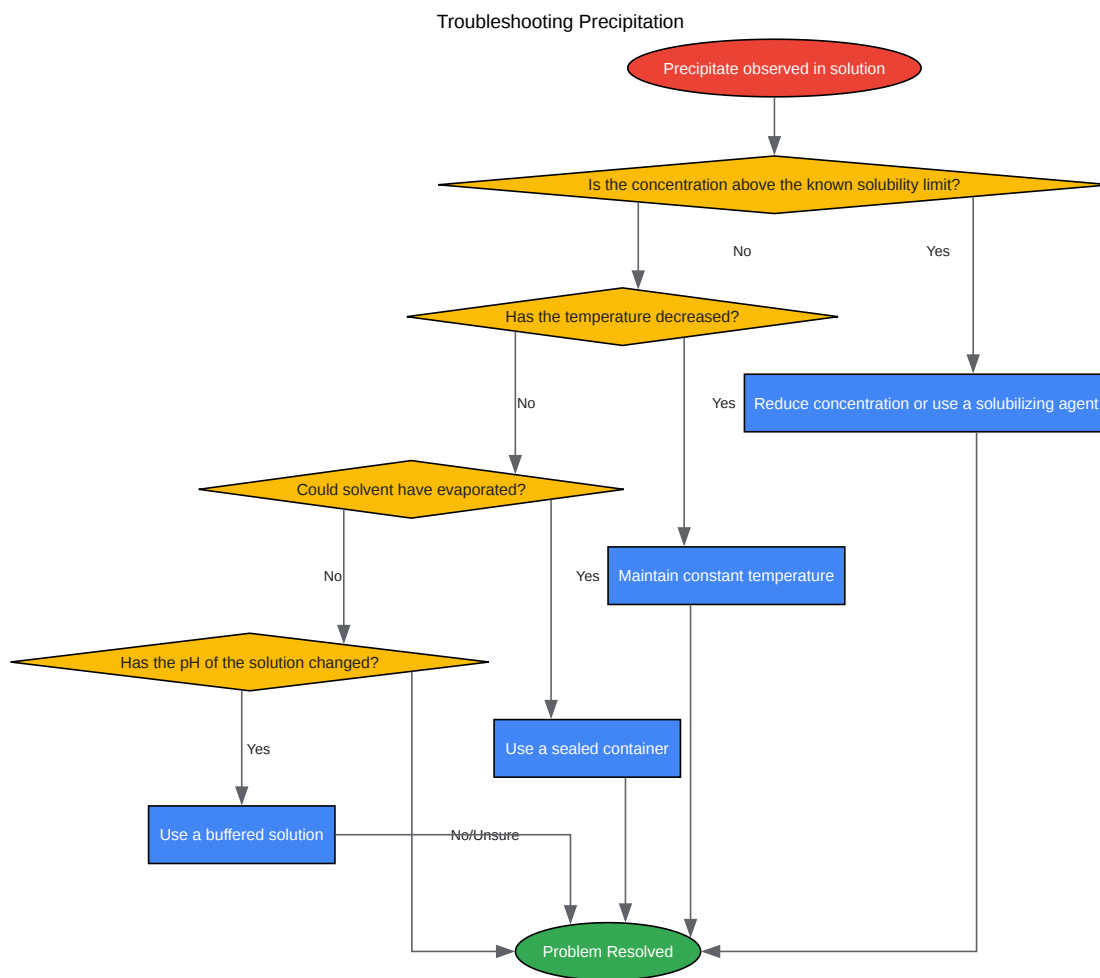 Troubleshooting Precipitation
Precipitate observed in solution
Is the concentration above the known solubility limit?
No
Yes
Has the temperature decreased?
No
Yes
Reduce concentration or use a solubilizing agent
Could solvent have evaporated?
No
Yes
Maintain constant temperature
Has the pH of the solution changed?
Yes
Use a sealed container
Use a buffered solution
No/Unsure
Problem Resolved